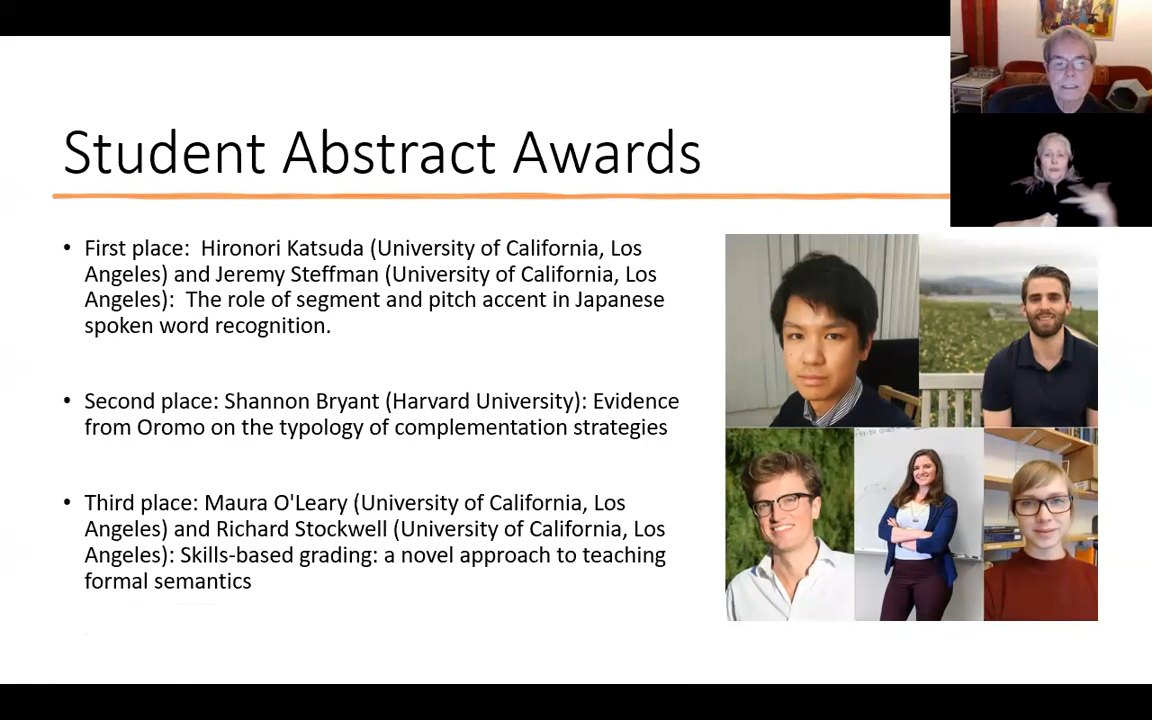 Student Abstract Awards
• First place:  Hironori Katsuda (University of California, Los
Angeles) and Jeremy Steffman (University of California, Los
Angeles):  The role of segment and pitch accent in Japanese
spoken word recognition.
• Second place: Shannon Bryant (Harvard University): Evidence
from Oromo on the typology of complementation strategies
• Third place: Maura O'Leary (University of California, Los
Angeles) and Richard Stockwell (University of California, Los
Angeles): Skills-based grading: a novel approach to teaching
formal semantics